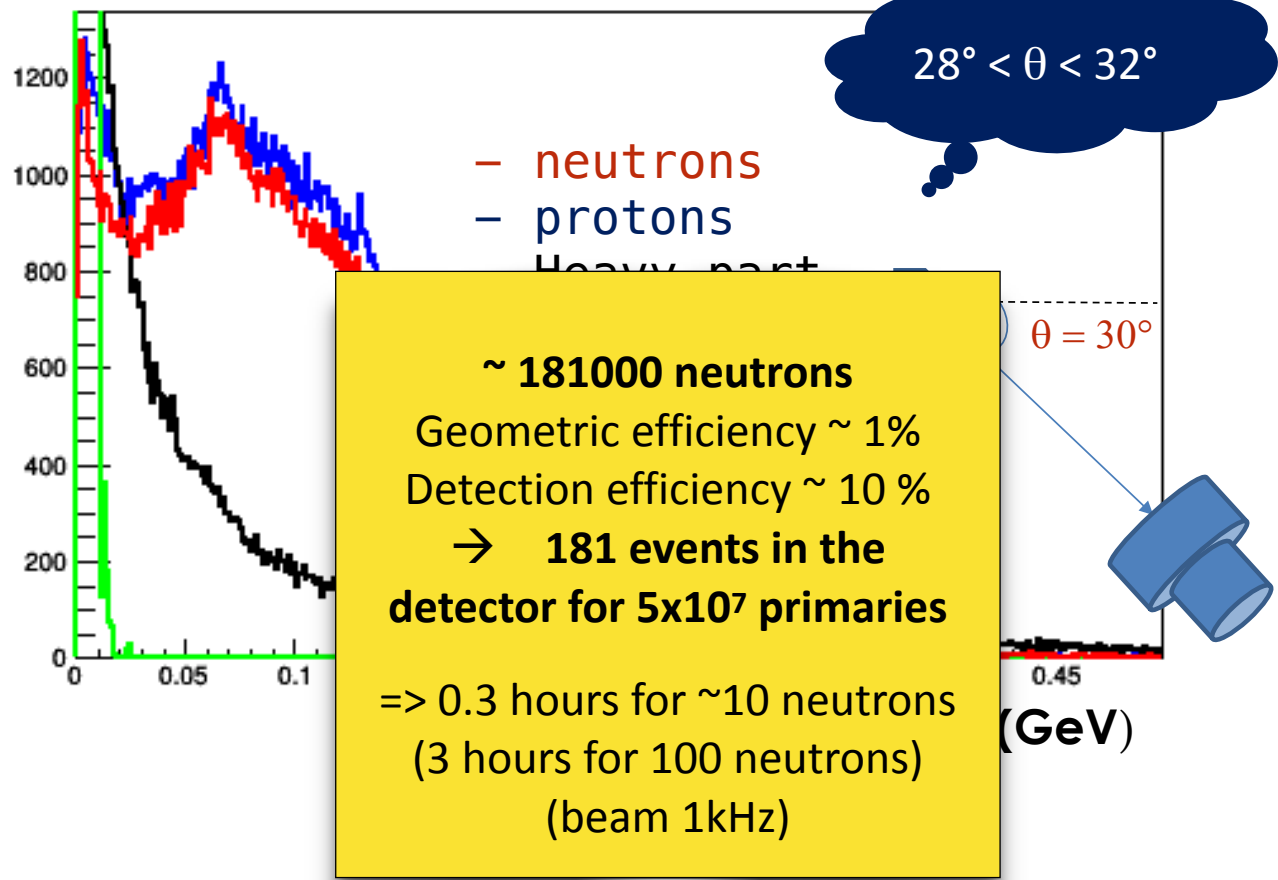 28° < θ < 32°
1200
1000
800
600
400
200
0
– neutrons
– protons
Heavy part
θ = 30°
~ 181000 neutrons
Geometric efficiency ~ 1%
Detection efficiency ~ 10 %
→ 181 events in the
detector for 5x10⁷ primaries
=> 0.3 hours for ~10 neutrons
(3 hours for 100 neutrons)
(beam 1kHz)
0 0.05 0.1 0.45
(GeV)